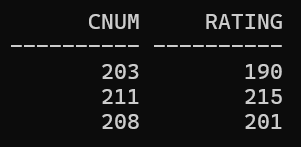 CNUM RATING
---------- ----------
203 190
211 215
208 201